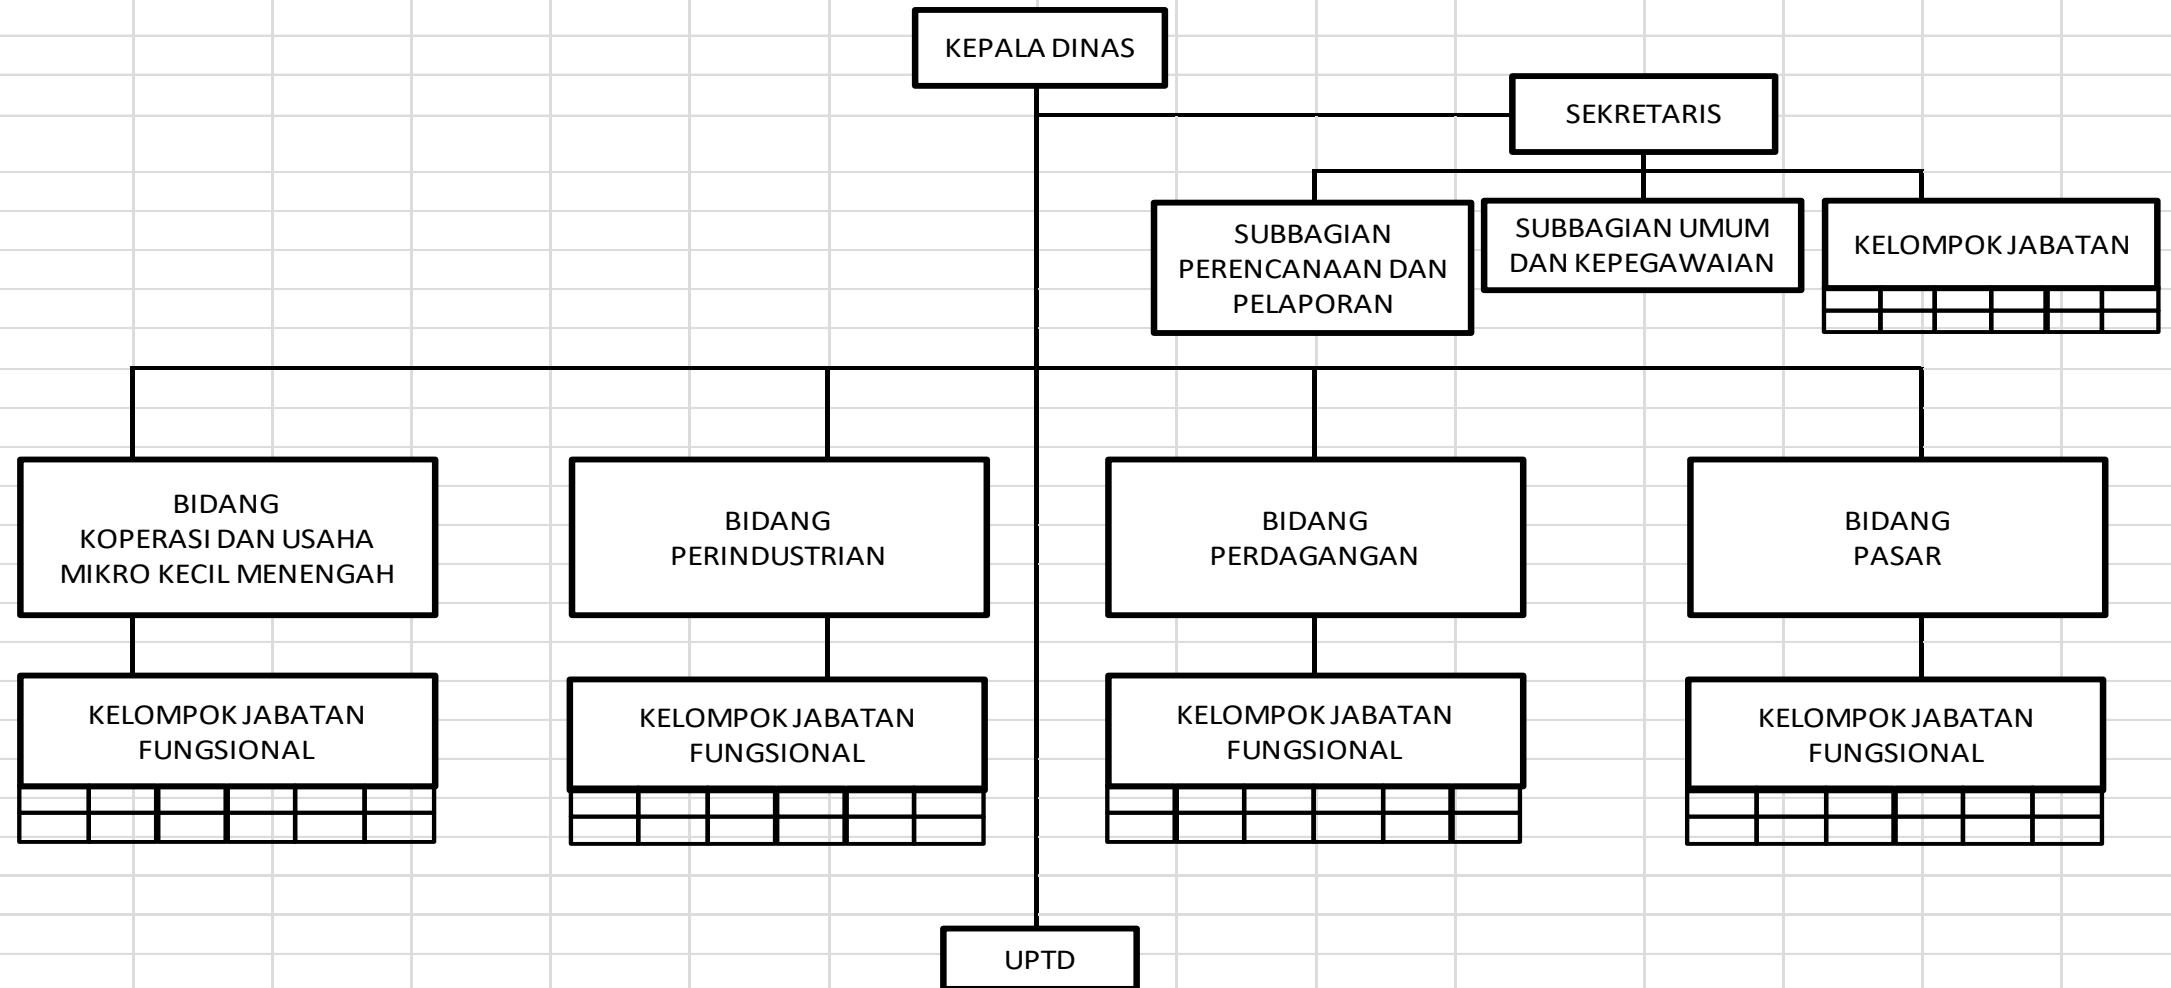 KEPALA DINAS
SEKRETARIS
SUBBAGIAN
PERENCANAAN DAN
PELAPORAN
SUBBAGIAN UMUM
DAN KEPEGAWAIAN
KELOMPOK JABATAN
BIDANG
KOPERASI DAN USAHA
MIKRO KECIL MENENGAH
BIDANG
PERINDUSTRIAN
BIDANG
PERDAGANGAN
BIDANG
PASAR
KELOMPOK JABATAN
FUNGSIONAL
KELOMPOK JABATAN
FUNGSIONAL
KELOMPOK JABATAN
FUNGSIONAL
KELOMPOK JABATAN
FUNGSIONAL
UPTD